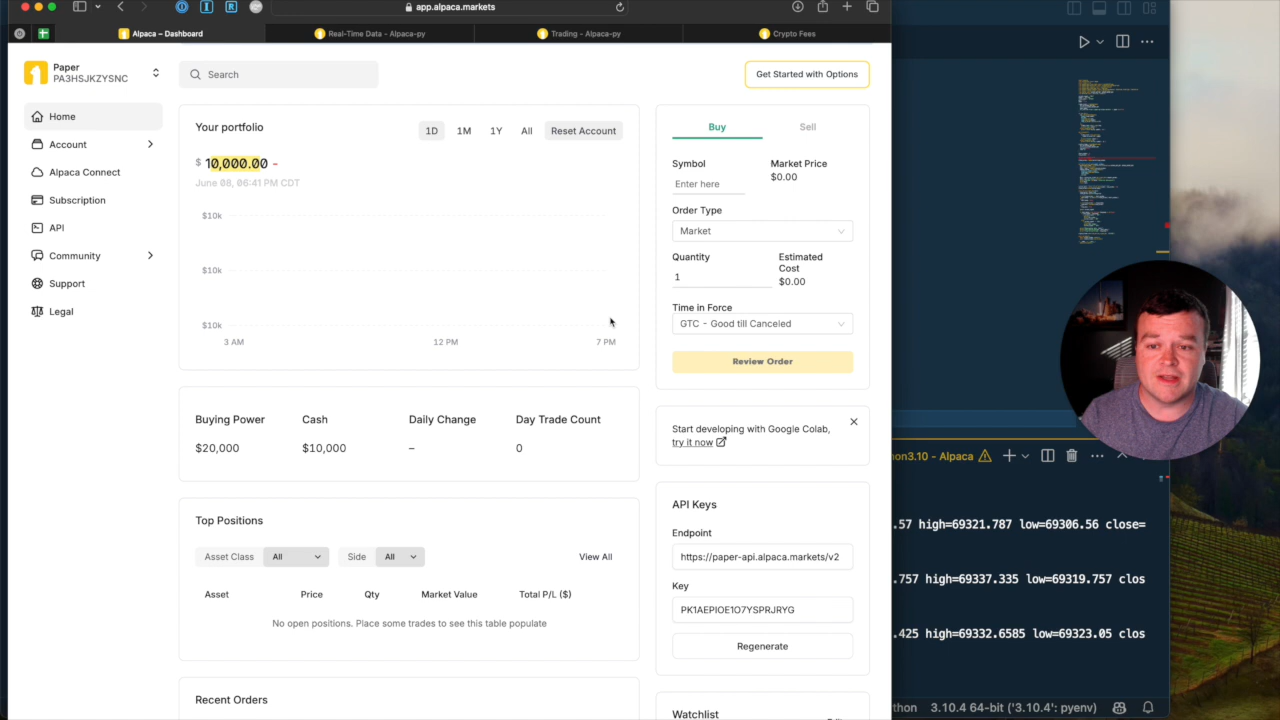 app.alpaca.markets
Alpaca – Dashboard
Real-Time Data - Alpaca-py
Trading - Alpaca-py
Crypto Fees
Paper
PA3HSJKZYSNC
Search
Get Started with Options
Home
Account
Alpaca Connect
Subscription
API
Community
Support
Legal
Your portfolio
1D 1M 1Y All Reset Account
$ 10,000.00 -
June 08, 06:41 PM CDT
$10k
$10k
$10k
3 AM 12 PM 7 PM
Buy Sell
Symbol Market Price
Enter here $0.00
Order Type
Market
Quantity Estimated Cost
1 $0.00
Time in Force
GTC - Good till Canceled
Review Order
Buying Power Cash Daily Change Day Trade Count
$20,000 $10,000 – 0
Start developing with Google Colab,
try it now
Top Positions
Asset Class All Side All View All
Asset Price Qty Market Value Total P/L ($)
No open positions. Place some trades to see this table populate
API Keys
Endpoint
https://paper-api.alpaca.markets/v2
Key
PK1AEPIOE1O7YSPRJRYG
Regenerate
Recent Orders
Watchlist
hon3.10 - Alpaca
.57 high=69321.787 low=69306.56 close=
.757 high=69337.335 low=69319.757 clos
.425 high=69332.6585 low=69323.05 clos
thon 3.10.4 64-bit ('3.10.4': pyenv)